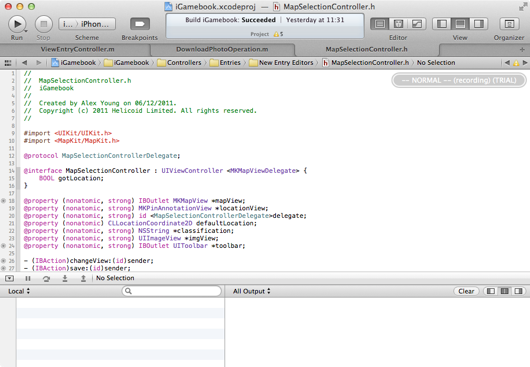 iGamebook.xcodeproj — MapSelectionController.h
Run
Stop
i... iPhon...
Scheme
Breakpoints
Build iGamebook: Succeeded | Yesterday at 11:31
Project 5
Editor
View
Organizer
ViewEntryController.m
DownloadPhotoOperation.m
MapSelectionController.h
iGamebook iGamebook Controllers Entries New Entry Editors MapSelectionController.h No Selection
-- NORMAL -- (recording) (TRIAL)
1 //
2 // MapSelectionController.h
3 // iGamebook
4 //
5 // Created by Alex Young on 06/12/2011.
6 // Copyright (c) 2011 Helicoid Limited. All rights reserved.
7 //
8
9 #import <UIKit/UIKit.h>
10 #import <MapKit/MapKit.h>
11
12 @protocol MapSelectionControllerDelegate;
13
14 @interface MapSelectionController : UIViewController <MKMapViewDelegate> {
15 BOOL gotLocation;
16 }
17
18 @property (nonatomic, strong) IBOutlet MKMapView *mapView;
19 @property (nonatomic, strong) MKPinAnnotationView *locationView;
20 @property (nonatomic, strong) id <MapSelectionControllerDelegate>delegate;
21 @property (nonatomic) CLLocationCoordinate2D defaultLocation;
22 @property (nonatomic, strong) NSString *classification;
23 @property (nonatomic, strong) UIImageView *imgView;
24 @property (nonatomic, strong) IBOutlet UIToolbar *toolbar;
25
26 - (IBAction)changeView:(id)sender;
27 - (IBAction)save:(id)sender;
No Selection
Local
All Output
Clear